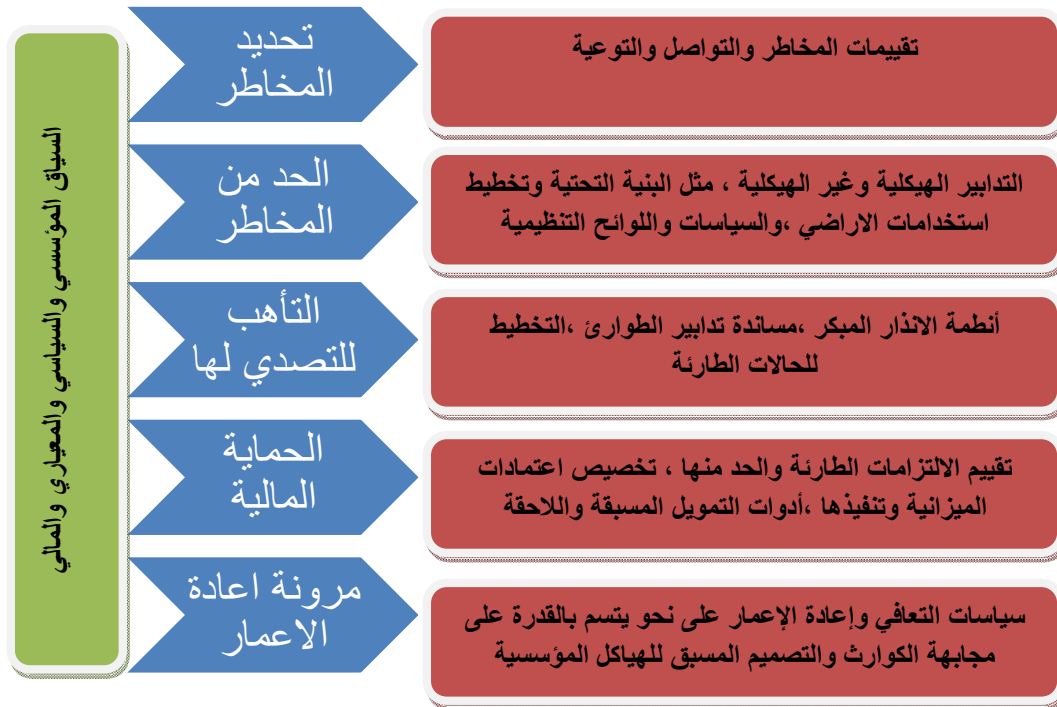 السياق المؤسسي والسياسي والمعياري والمالي
تحديد
المخاطر
تقييمات المخاطر والتواصل والتوعية
الحد من
المخاطر
التدابير الهيكلية وغير الهيكلية ، مثل البنية التحتية وتخطيط
استخدامات الاراضي ،والسياسات واللوائح التنظيمية
التأهب
للتصدي لها
أنظمة الانذار المبكر ،مساندة تدابير الطوارئ ،التخطيط
للحالات الطارئة
الحماية
المالية
تقييم الالتزامات الطارئة والحد منها ، تخصيص اعتمادات
الميزانية وتنفيذها ،أدوات التمويل المسبقة واللاحقة
مرونة اعادة
الاعمار
سياسات التعافي وإعادة الإعمار على نحو يتسم بالقدرة على
مجابهة الكوارث والتصميم المسبق للهياكل المؤسسية